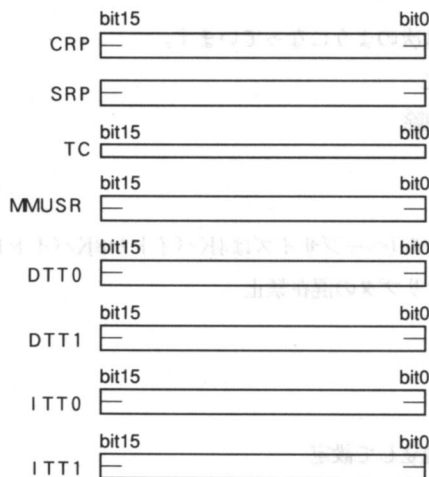 bit15 bit0
CRP
SRP
bit15 bit0
TC
bit15 bit0
MMUSR
bit15 bit0
DTT0
bit15 bit0
DTT1
bit15 bit0
ITT0
bit15 bit0
ITT1